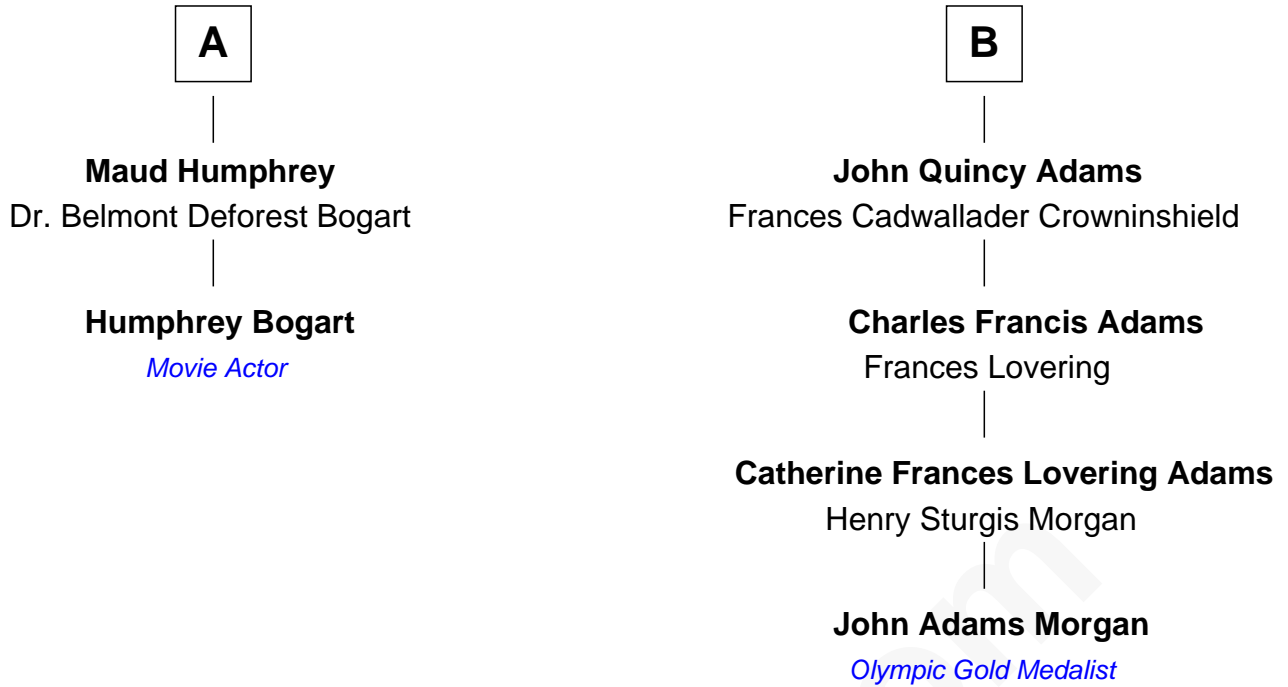 A
Maud Humphrey
Dr. Belmont Deforest Bogart
Humphrey Bogart
Movie Actor
B
John Quincy Adams
Frances Cadwallader Crowninshield
Charles Francis Adams
Frances Lovering
Catherine Frances Lovering Adams
Henry Sturgis Morgan
John Adams Morgan
Olympic Gold Medalist